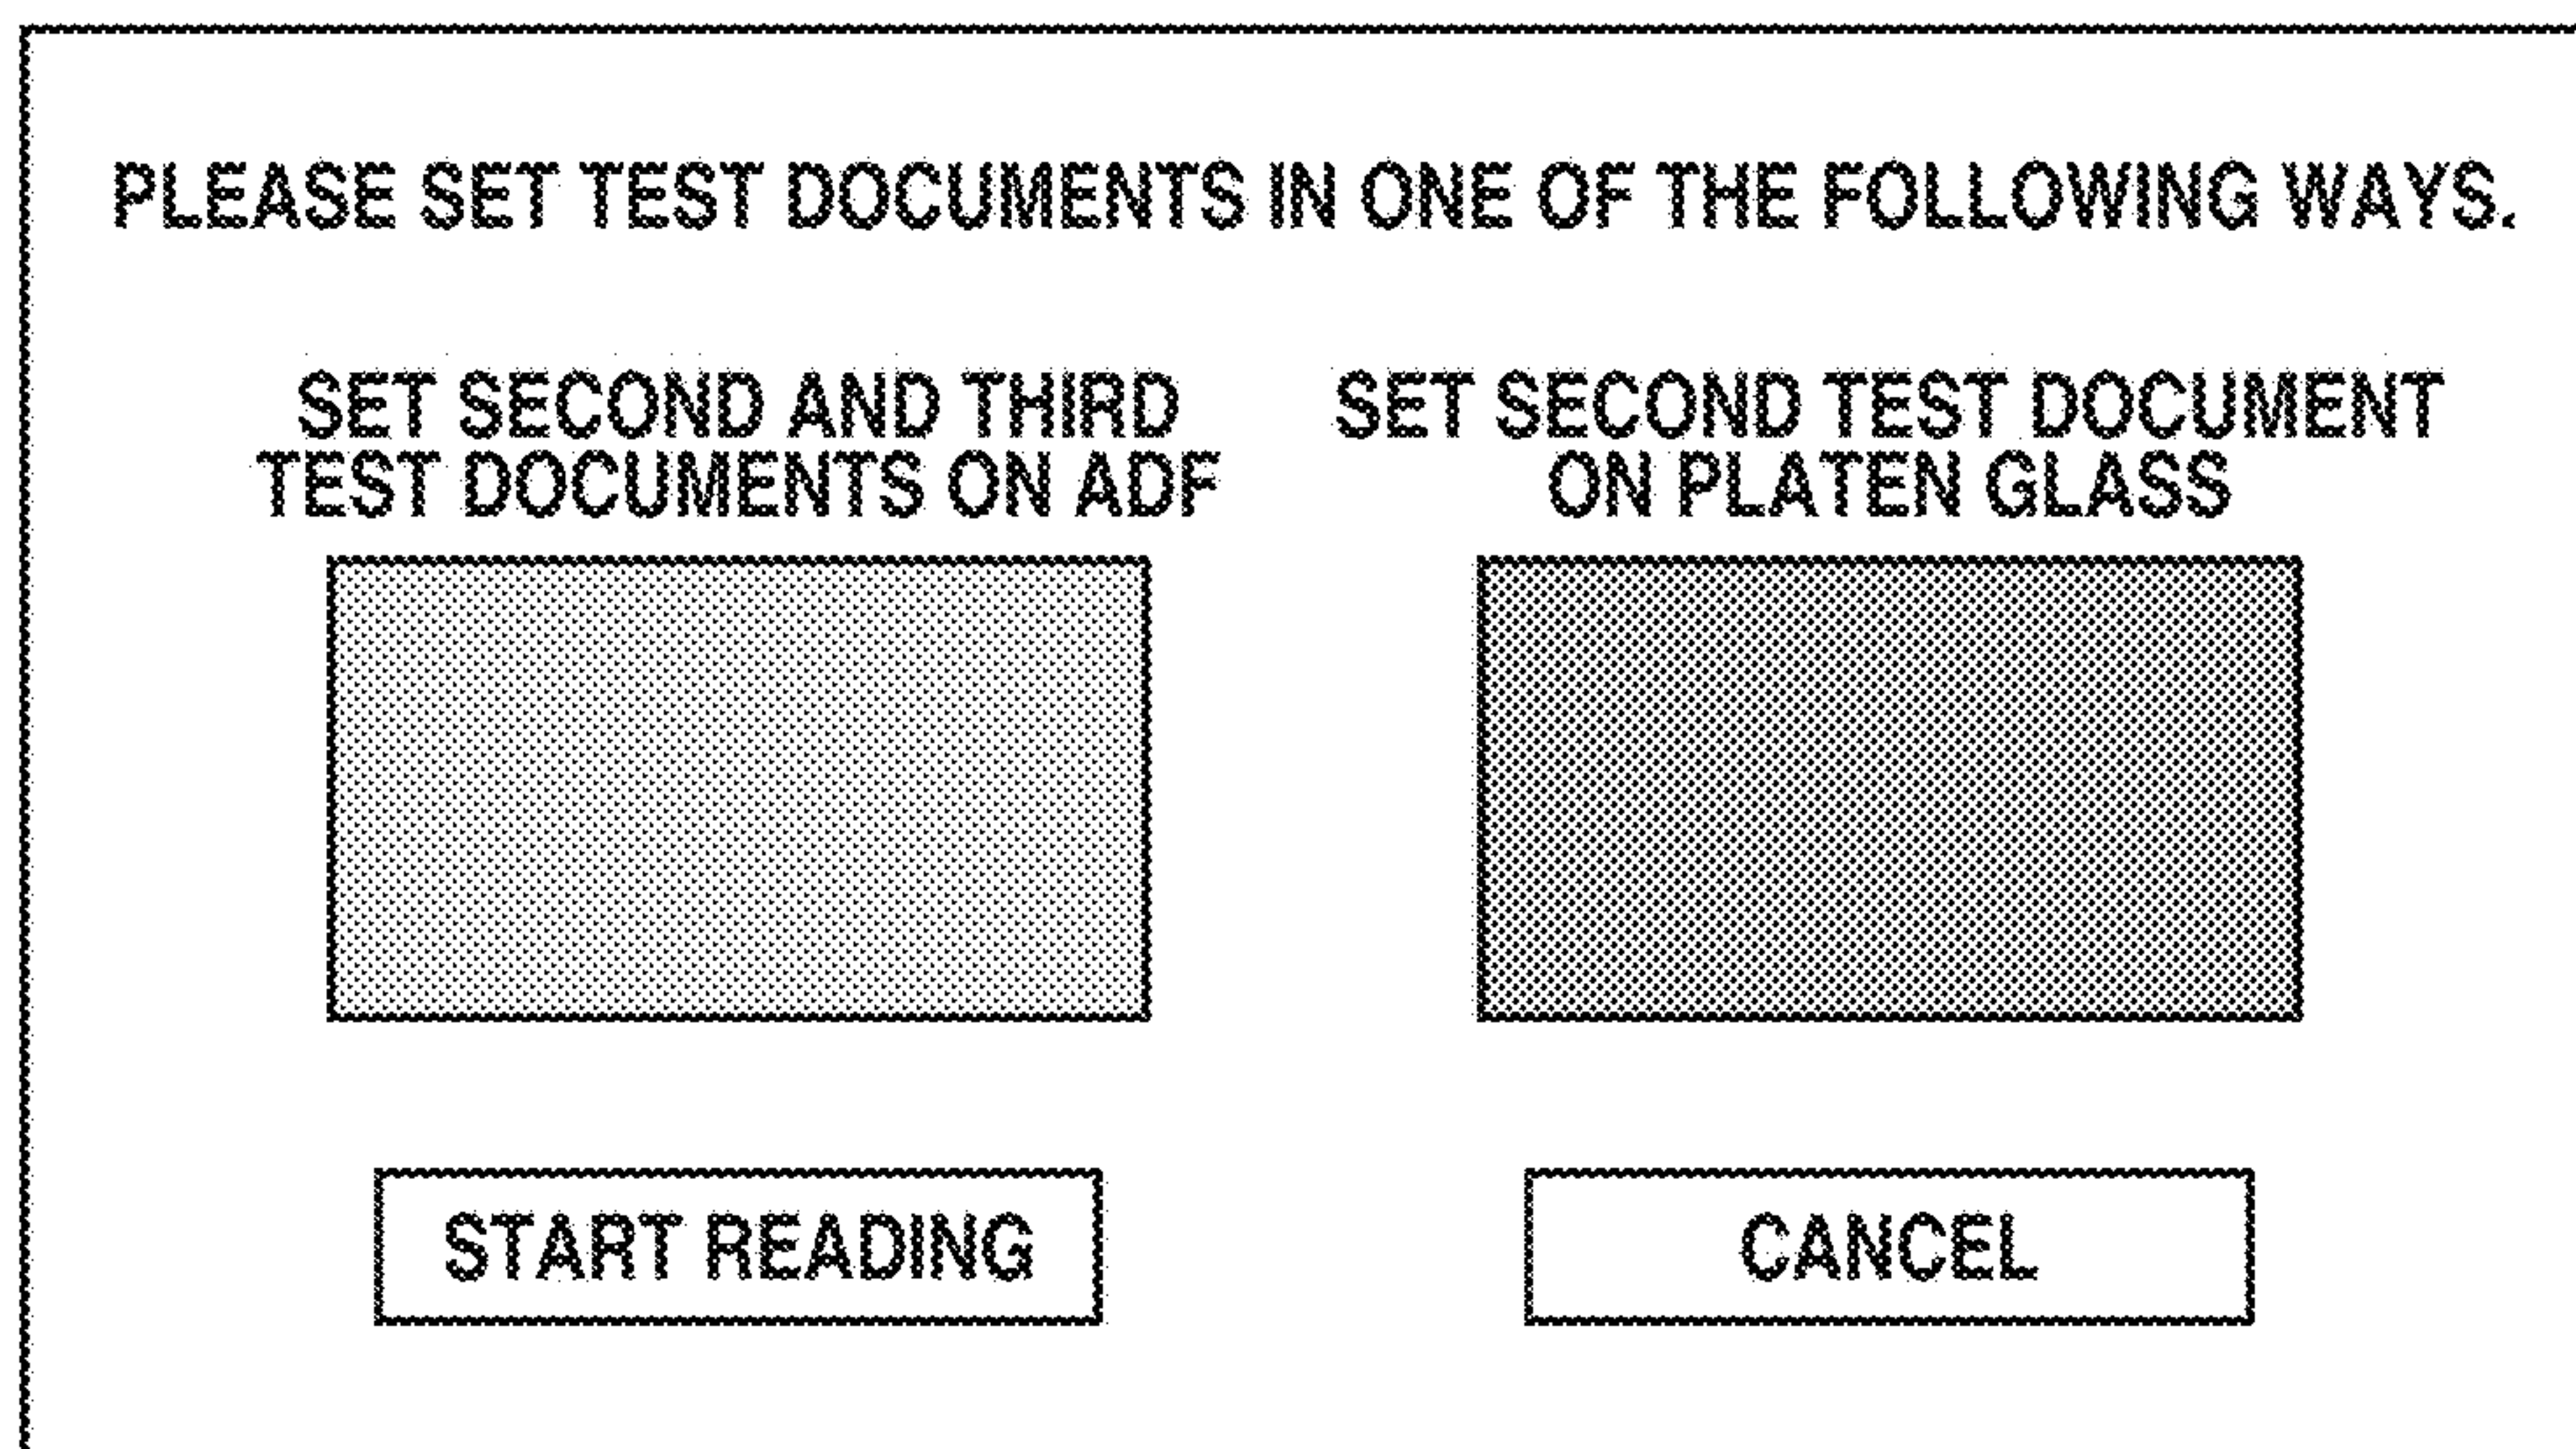 PLEASE SET TEST DOCUMENTS IN ONE OF THE FOLLOWING WAYS.
SET SECOND AND THIRD
TEST DOCUMENTS ON ADF
SET SECOND TEST DOCUMENT
ON PLATEN GLASS
START READING
CANCEL